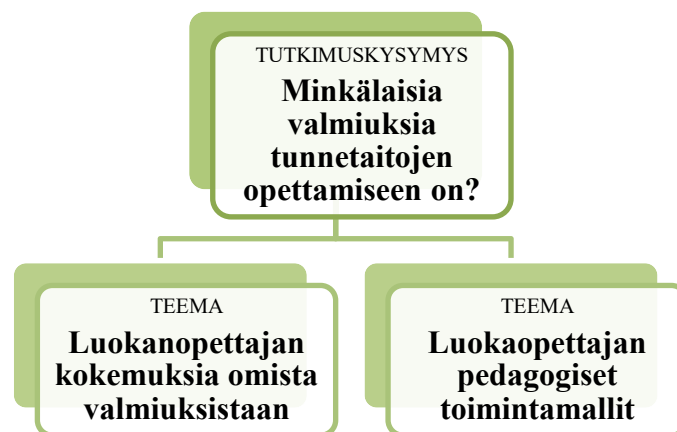 TUTKIMUSKYSYMYS
Minkälaisia
valmiuksia
tunnetaitojen
opettamiseen on?
TEEMA
Luokanopettajan
kokemuksia omista
valmiuksistaan
TEEMA
Luokaopettajan
pedagogiset
toimintamallit